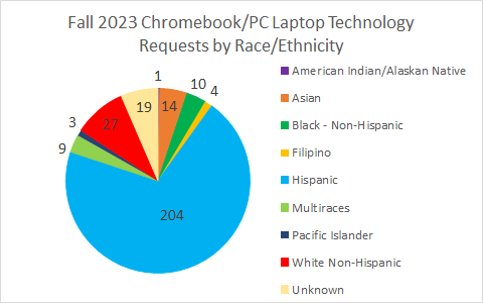 Fall 2023 Chromebook/PC Laptop Technology
Requests by Race/Ethnicity
1
14
10
4
204
9
3
27
19
American Indian/Alaskan Native
Asian
Black - Non-Hispanic
Filipino
Hispanic
Multiraces
Pacific Islander
White Non-Hispanic
Unknown